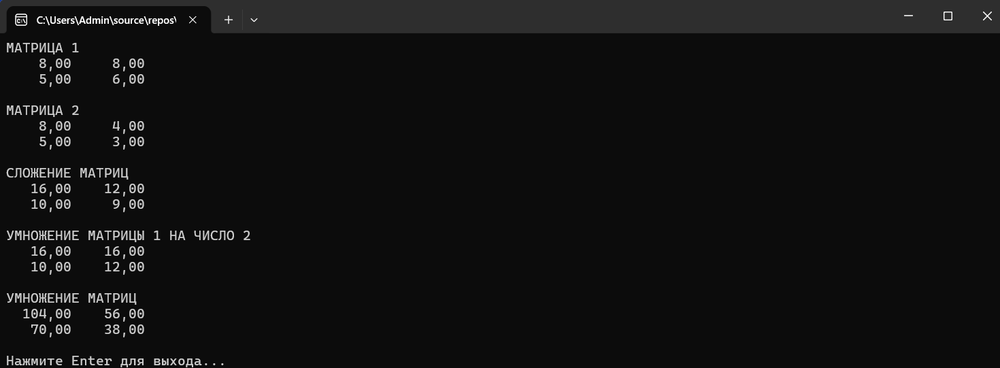 C:\Users\Admin\source\repos\
МАТРИЦА 1
8,00 8,00
5,00 6,00
МАТРИЦА 2
8,00 4,00
5,00 3,00
СЛОЖЕНИЕ МАТРИЦ
16,00 12,00
10,00 9,00
УМНОЖЕНИЕ МАТРИЦЫ 1 НА ЧИСЛО 2
16,00 16,00
10,00 12,00
УМНОЖЕНИЕ МАТРИЦ
104,00 56,00
70,00 38,00
Нажмите Enter для выхода...